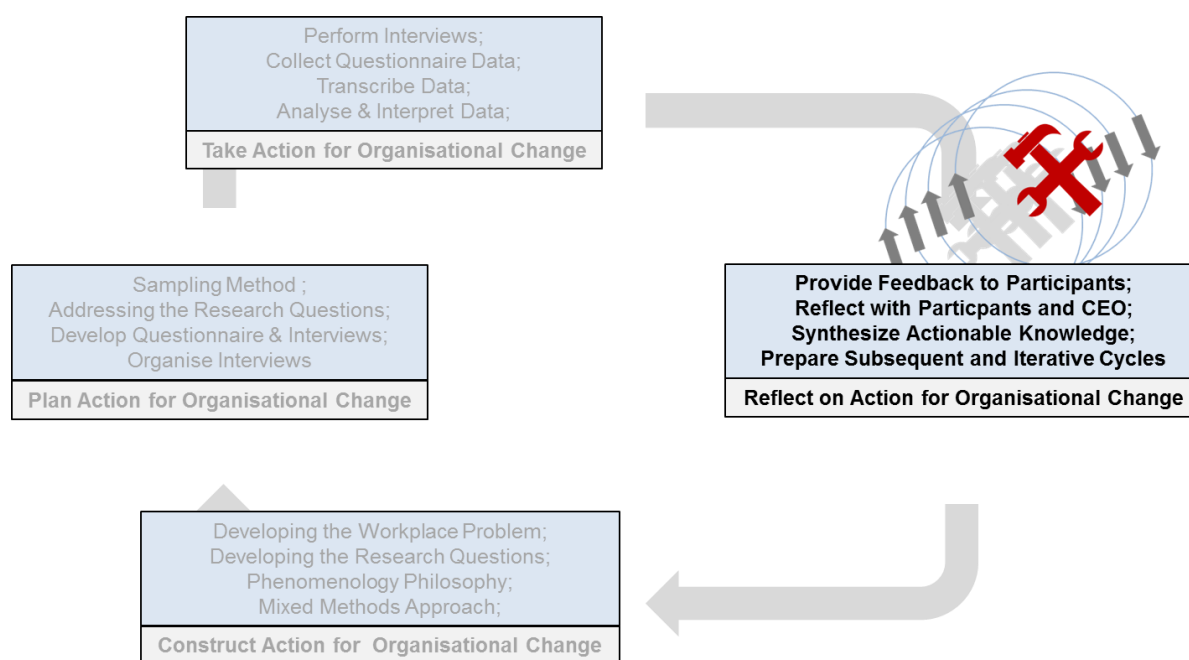 Perform Interviews;
Collect Questionnaire Data;
Transcribe Data;
Analyse & Interpret Data;
Take Action for Organisational Change
Sampling Method ;
Addressing the Research Questions;
Develop Questionnaire & Interviews;
Organise Interviews
Plan Action for Organisational Change
Provide Feedback to Participants;
Reflect with Particpants and CEO;
Synthesize Actionable Knowledge;
Prepare Subsequent and Iterative Cycles
Reflect on Action for Organisational Change
Developing the Workplace Problem;
Developing the Research Questions;
Phenomenology Philosophy;
Mixed Methods Approach;
Construct Action for Organisational Change